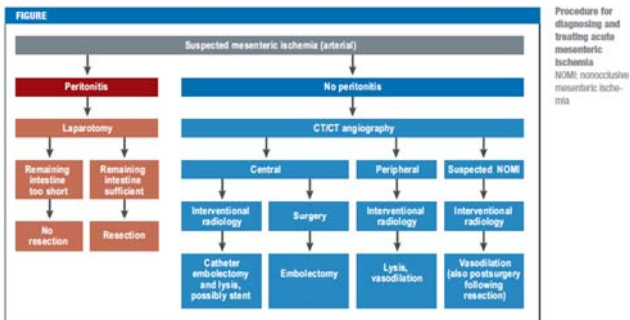 FIGURE
Suspected mesenteric ischemia (arterial)
Peritonitis
No peritonitis
Laparotomy
CT/CT angiography
Remaining
intestine
too short
Remaining
intestine
sufficient
Central
Peripheral
Suspected NOMI
No
resection
Resection
Interventional
radiology
Surgery
Interventional
radiology
Interventional
radiology
Catheter
embolectomy
and lysis,
possibly stent
Embolectomy
Lysis,
vasodilation
Vasodilation
(also postsurgery
following
resection)
Procedure for
diagnosing and
treating acute
mesenteric
ischemia
NOMI: nonocclusive
mesenteric ische-
mia